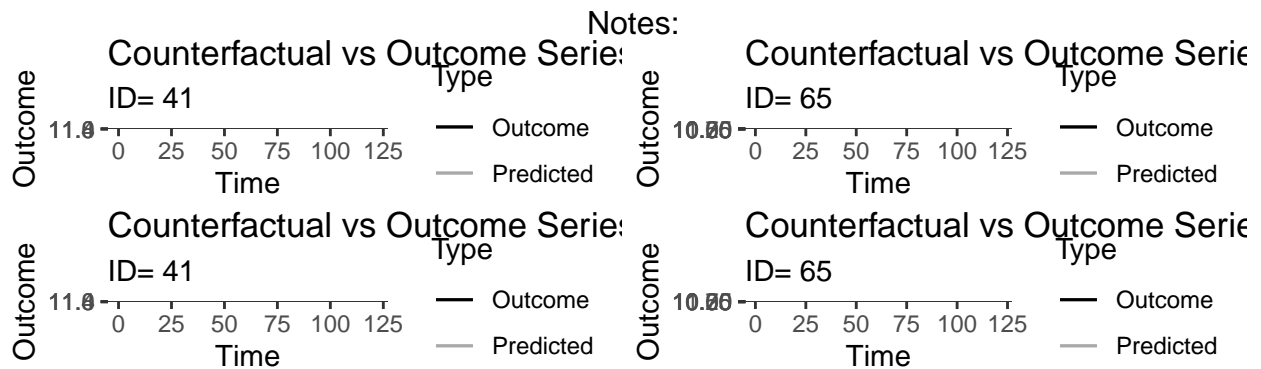 Notes:
Counterfactual vs Outcome Series
ID= 41
Outcome
0 25 50 75 100 125
Time
Type
Outcome
Predicted
Counterfactual vs Outcome Serie
ID= 65
Outcome
0 25 50 75 100 125
Time
Type
Outcome
Predicted
Counterfactual vs Outcome Series
ID= 41
Outcome
0 25 50 75 100 125
Time
Type
Outcome
Predicted
Counterfactual vs Outcome Serie
ID= 65
Outcome
0 25 50 75 100 125
Time
Type
Outcome
Predicted